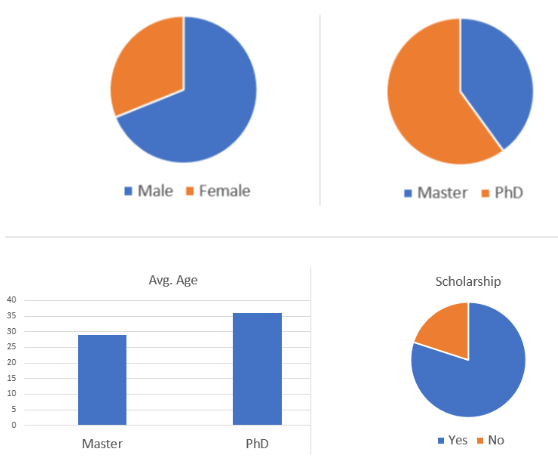 Male Female
Master PhD
Avg. Age
40
35
30
25
20
15
10
5
0
Master PhD
Scholarship
Yes No